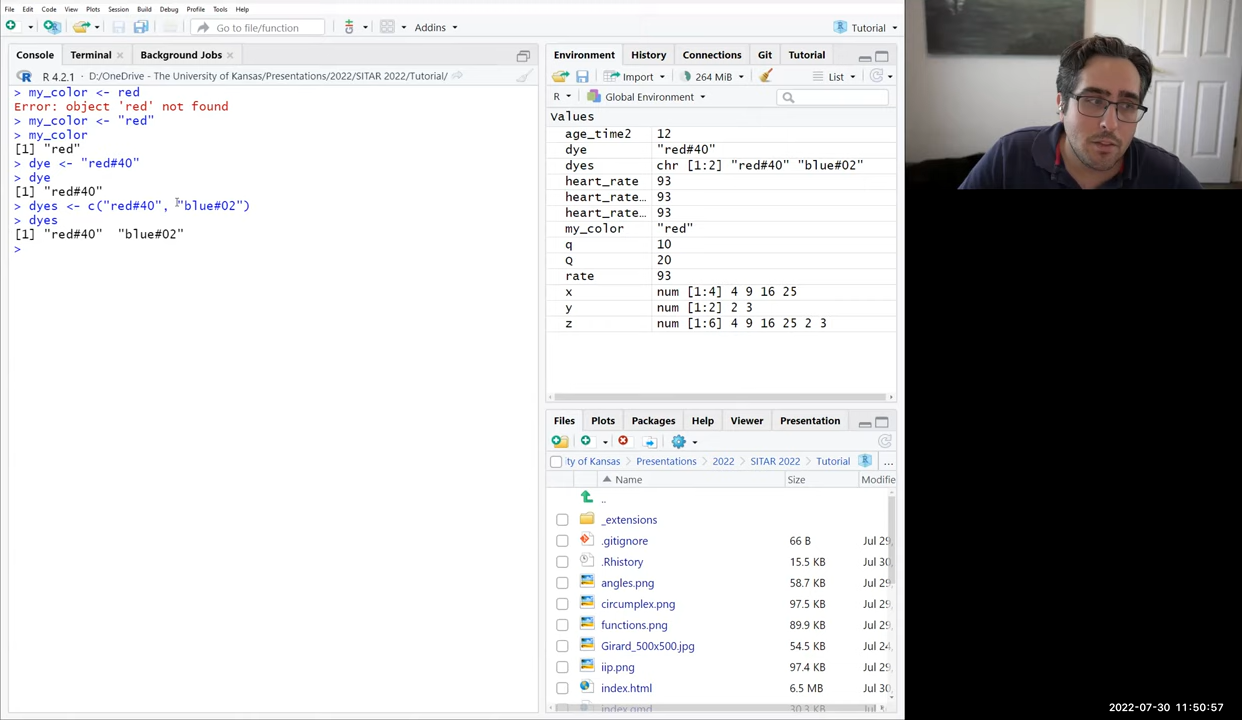 File Edit Code View Plots Session Build Debug Profile Tools Help
Go to file/function Addins Tutorial
Console Terminal Background Jobs
R 4.2.1 · D:/OneDrive - The University of Kansas/Presentations/2022/SITAR 2022/Tutorial/
> my_color <- red
Error: object 'red' not found
> my_color <- "red"
> my_color
[1] "red"
> dye <- "red#40"
> dye
[1] "red#40"
> dyes <- c("red#40", "blue#02")
> dyes
[1] "red#40" "blue#02"
>
Environment History Connections Git Tutorial
Import 264 MiB List
R Global Environment
Values
age_time2 12
dye "red#40"
dyes chr [1:2] "red#40" "blue#02"
heart_rate 93
heart_rate… 93
heart_rate… 93
my_color "red"
q 10
Q 20
rate 93
x num [1:4] 4 9 16 25
y num [1:2] 2 3
z num [1:6] 4 9 16 25 2 3
Files Plots Packages Help Viewer Presentation
ty of Kansas > Presentations > 2022 > SITAR 2022 > Tutorial ...
Name Size Modifie
..
_extensions
.gitignore 66 B Jul 29,
.Rhistory 15.5 KB Jul 30,
angles.png 58.7 KB Jul 29,
circumplex.png 97.5 KB Jul 29,
functions.png 89.9 KB Jul 29,
Girard_500x500.jpg 54.5 KB Jul 24,
iip.png 97.4 KB Jul 29,
index.html 6.5 MB Jul 30,
index.qmd 30.3 KB Jul 30,
2022-07-30 11:50:57